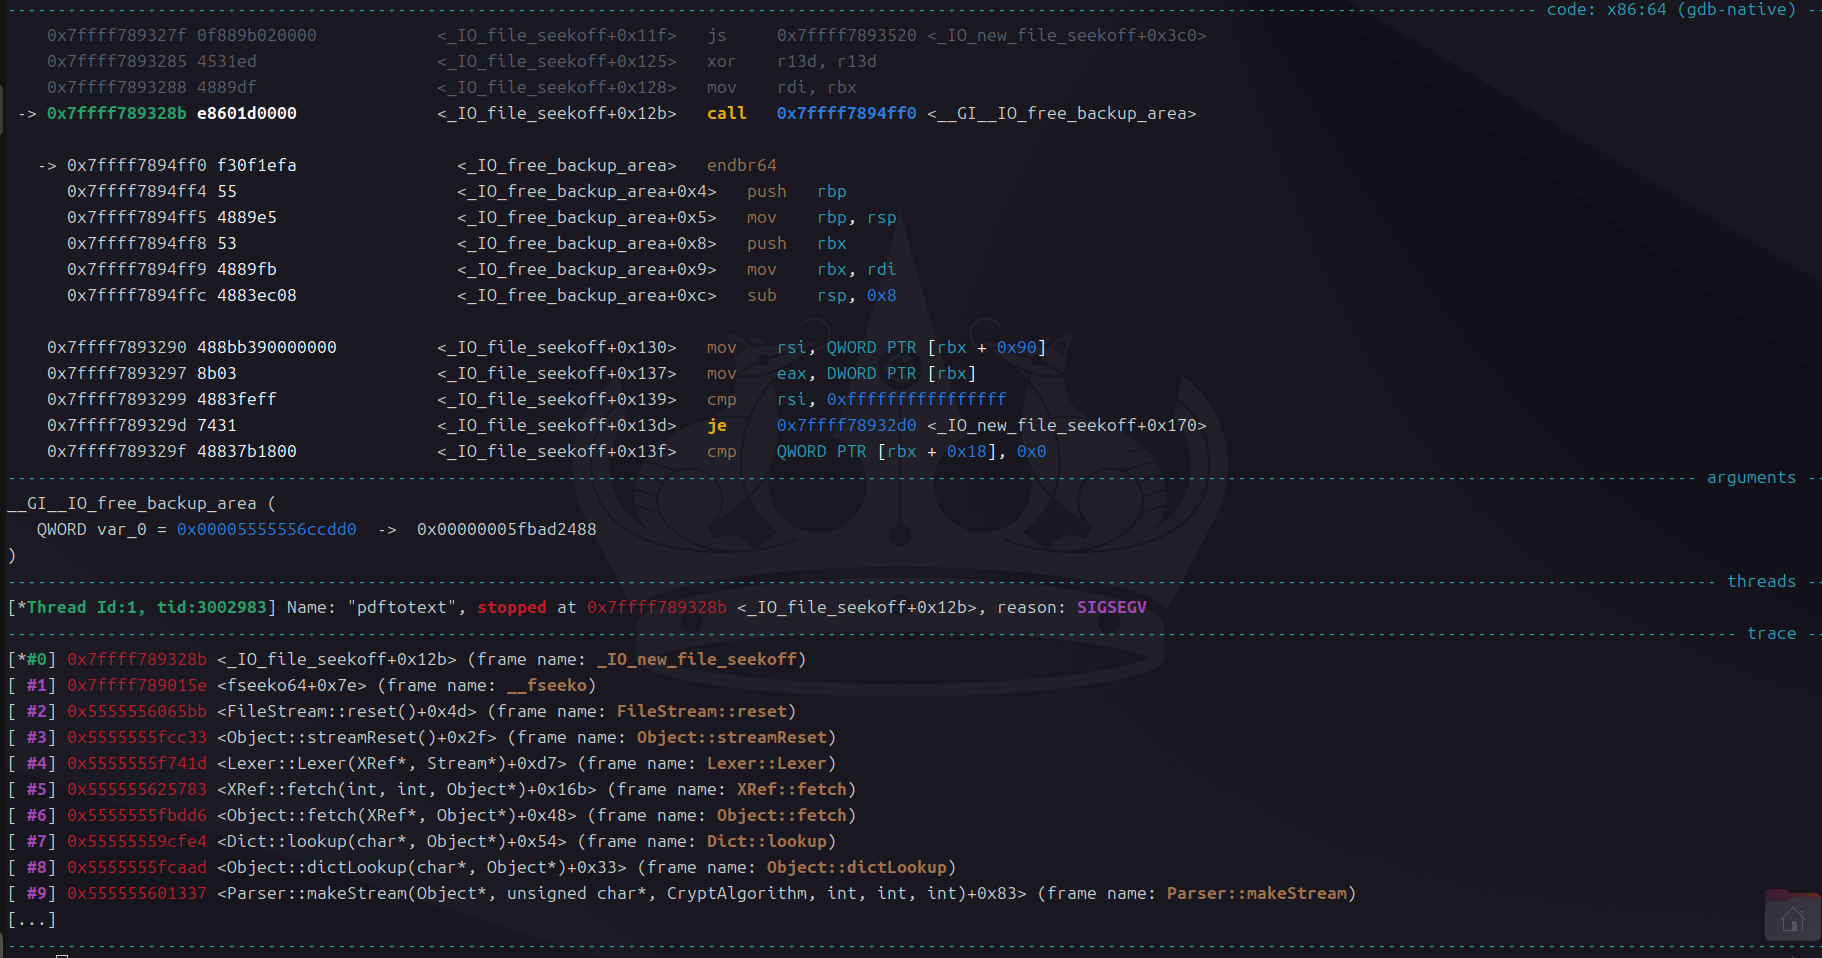 code: x86:64 (gdb-native)
0x7ffff789327f 0f889b020000 <_IO_file_seekoff+0x11f> js 0x7ffff7893520 <_IO_new_file_seekoff+0x3c0>
0x7ffff7893285 4531ed <_IO_file_seekoff+0x125> xor r13d, r13d
0x7ffff7893288 4889df <_IO_file_seekoff+0x128> mov rdi, rbx
-> 0x7ffff789328b e8601d0000 <_IO_file_seekoff+0x12b> call 0x7ffff7894ff0 <__GI__IO_free_backup_area>
-> 0x7ffff7894ff0 f30f1efa <_IO_free_backup_area> endbr64
0x7ffff7894ff4 55 <_IO_free_backup_area+0x4> push rbp
0x7ffff7894ff5 4889e5 <_IO_free_backup_area+0x5> mov rbp, rsp
0x7ffff7894ff8 53 <_IO_free_backup_area+0x8> push rbx
0x7ffff7894ff9 4889fb <_IO_free_backup_area+0x9> mov rbx, rdi
0x7ffff7894ffc 4883ec08 <_IO_free_backup_area+0xc> sub rsp, 0x8
0x7ffff7893290 488bb390000000 <_IO_file_seekoff+0x130> mov rsi, QWORD PTR [rbx + 0x90]
0x7ffff7893297 8b03 <_IO_file_seekoff+0x137> mov eax, DWORD PTR [rbx]
0x7ffff7893299 4883feff <_IO_file_seekoff+0x139> cmp rsi, 0xffffffffffffffff
0x7ffff789329d 7431 <_IO_file_seekoff+0x13d> je 0x7ffff78932d0 <_IO_new_file_seekoff+0x170>
0x7ffff789329f 48837b1800 <_IO_file_seekoff+0x13f> cmp QWORD PTR [rbx + 0x18], 0x0
arguments
__GI__IO_free_backup_area (
QWORD var_0 = 0x00005555556ccdd0 -> 0x00000005fbad2488
)
threads
[*Thread Id:1, tid:3002983] Name: "pdftotext", stopped at 0x7ffff789328b <_IO_file_seekoff+0x12b>, reason: SIGSEGV
trace
[*#0] 0x7ffff789328b <_IO_file_seekoff+0x12b> (frame name: _IO_new_file_seekoff)
[ #1] 0x7ffff789015e <fseeko64+0x7e> (frame name: __fseeko)
[ #2] 0x5555556065bb <FileStream::reset()+0x4d> (frame name: FileStream::reset)
[ #3] 0x5555555fcc33 <Object::streamReset()+0x2f> (frame name: Object::streamReset)
[ #4] 0x5555555f741d <Lexer::Lexer(XRef*, Stream*)+0xd7> (frame name: Lexer::Lexer)
[ #5] 0x555555625783 <XRef::fetch(int, int, Object*)+0x16b> (frame name: XRef::fetch)
[ #6] 0x5555555fbdd6 <Object::fetch(XRef*, Object*)+0x48> (frame name: Object::fetch)
[ #7] 0x55555559cfe4 <Dict::lookup(char*, Object*)+0x54> (frame name: Dict::lookup)
[ #8] 0x5555555fcaad <Object::dictLookup(char*, Object*)+0x33> (frame name: Object::dictLookup)
[ #9] 0x555555601337 <Parser::makeStream(Object*, unsigned char*, CryptAlgorithm, int, int, int)+0x83> (frame name: Parser::makeStream)
[...]